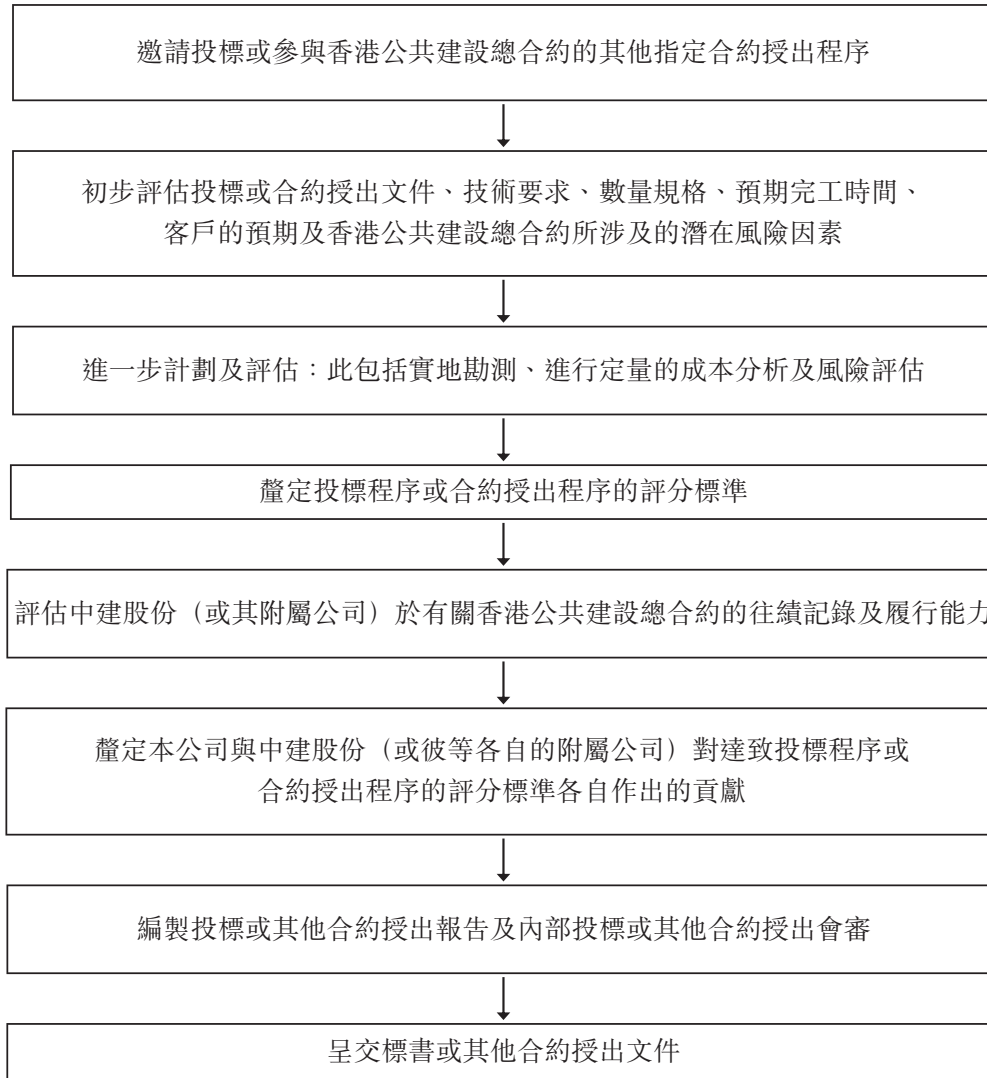 邀請投標或參與香港公共建設總合約的其他指定合約授出程序
初步評估投標或合約授出文件、技術要求、數量規格、預期完工時間、
客戶的預期及香港公共建設總合約所涉及的潛在風險因素
進一步計劃及評估：此包括實地勘測、進行定量的成本分析及風險評估
釐定投標程序或合約授出程序的評分標準
評估中建股份（或其附屬公司）於有關香港公共建設總合約的往績記錄及履行能力
釐定本公司與中建股份（或彼等各自的附屬公司）對達致投標程序或
合約授出程序的評分標準各自作出的貢獻
編製投標或其他合約授出報告及內部投標或其他合約授出會審
呈交標書或其他合約授出文件